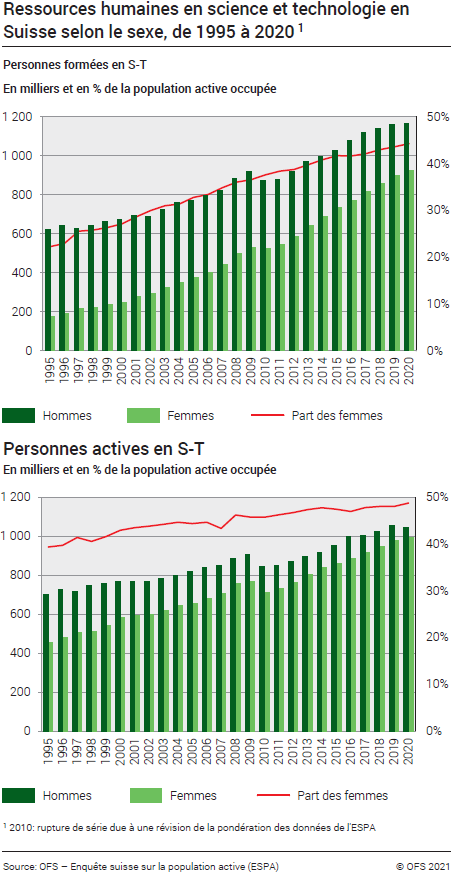 Ressources humaines en science et technologie en
Suisse selon le sexe, de 1995 à 2020 ¹
Personnes formées en S-T
En milliers et en % de la population active occupée
1 200 50%
1 000 40%
800
30%
600
20%
400
200 10%
0 0%
1995 1996 1997 1998 1999 2000 2001 2002 2003 2004 2005 2006 2007 2008 2009 2010 2011 2012 2013 2014 2015 2016 2017 2018 2019 2020
Hommes Femmes Part des femmes
Personnes actives en S-T
En milliers et en % de la population active occupée
1 200 50%
1 000 40%
800
30%
600
20%
400
200 10%
0 0%
1995 1996 1997 1998 1999 2000 2001 2002 2003 2004 2005 2006 2007 2008 2009 2010 2011 2012 2013 2014 2015 2016 2017 2018 2019 2020
Hommes Femmes Part des femmes
¹ 2010: rupture de série due à une révision de la pondération des données de l'ESPA
Source: OFS – Enquête suisse sur la population active (ESPA) © OFS 2021